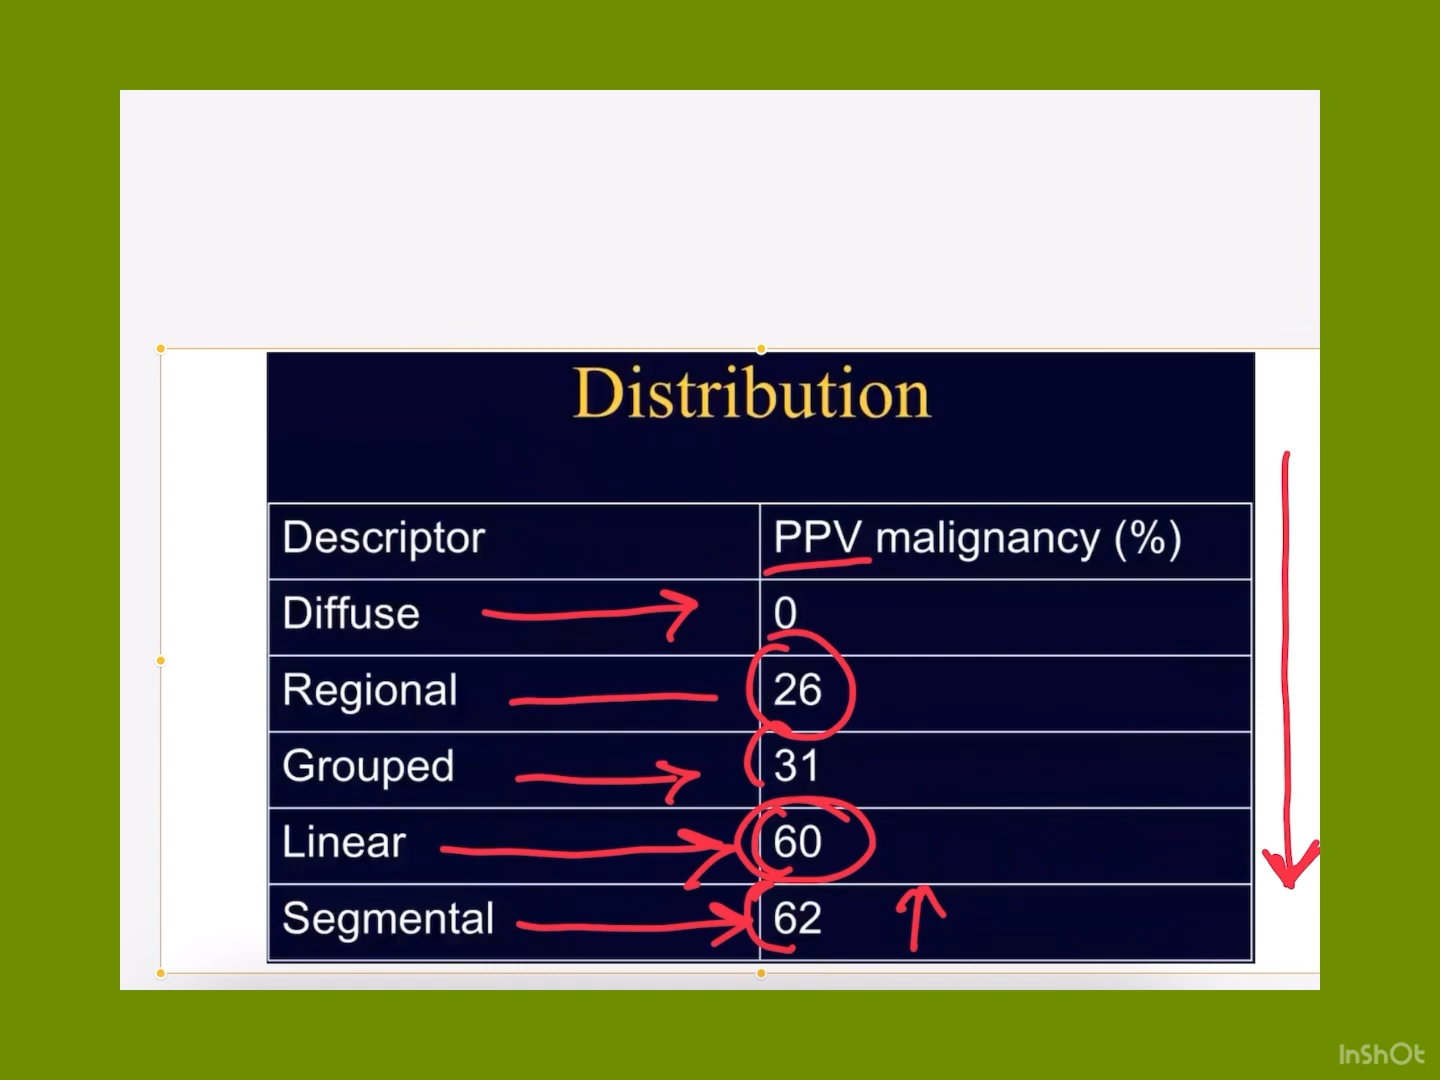 Distribution
Descriptor PPV malignancy (%)
Diffuse 0
Regional 26
Grouped 31
Linear 60
Segmental 62
InShOt